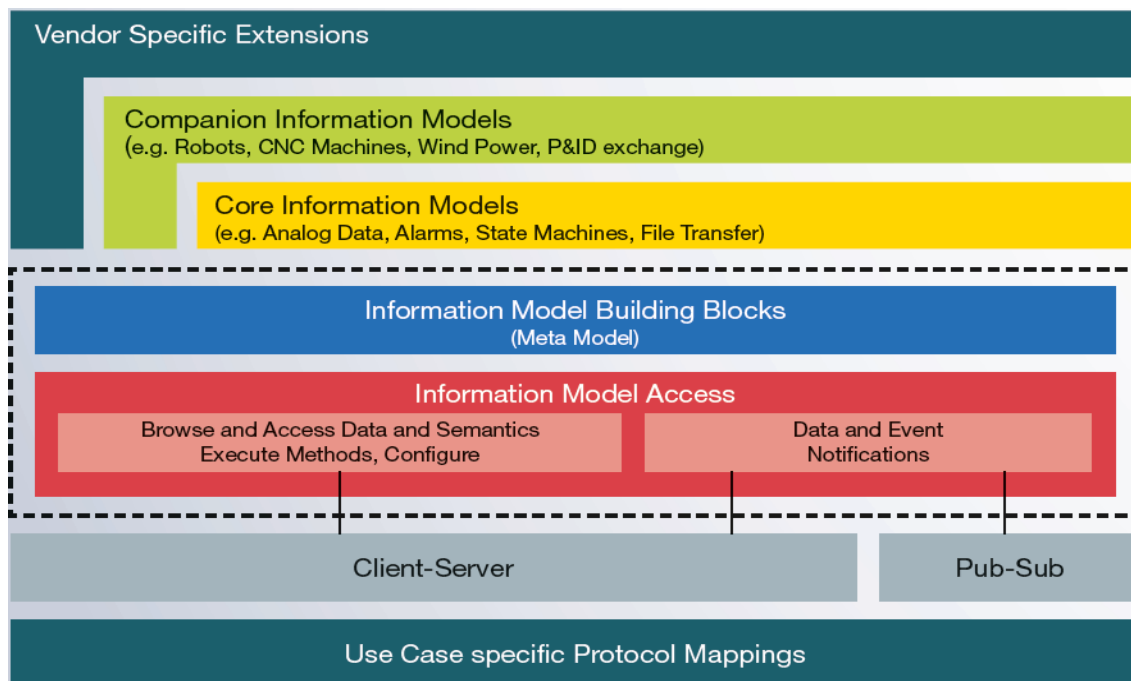 Vendor Specific Extensions
Companion Information Models
(e.g. Robots, CNC Machines, Wind Power, P&ID exchange)
Core Information Models
(e.g. Analog Data, Alarms, State Machines, File Transfer)
Information Model Building Blocks
(Meta Model)
Information Model Access
Browse and Access Data and Semantics
Execute Methods, Configure
Data and Event
Notifications
Client-Server
Pub-Sub
Use Case specific Protocol Mappings